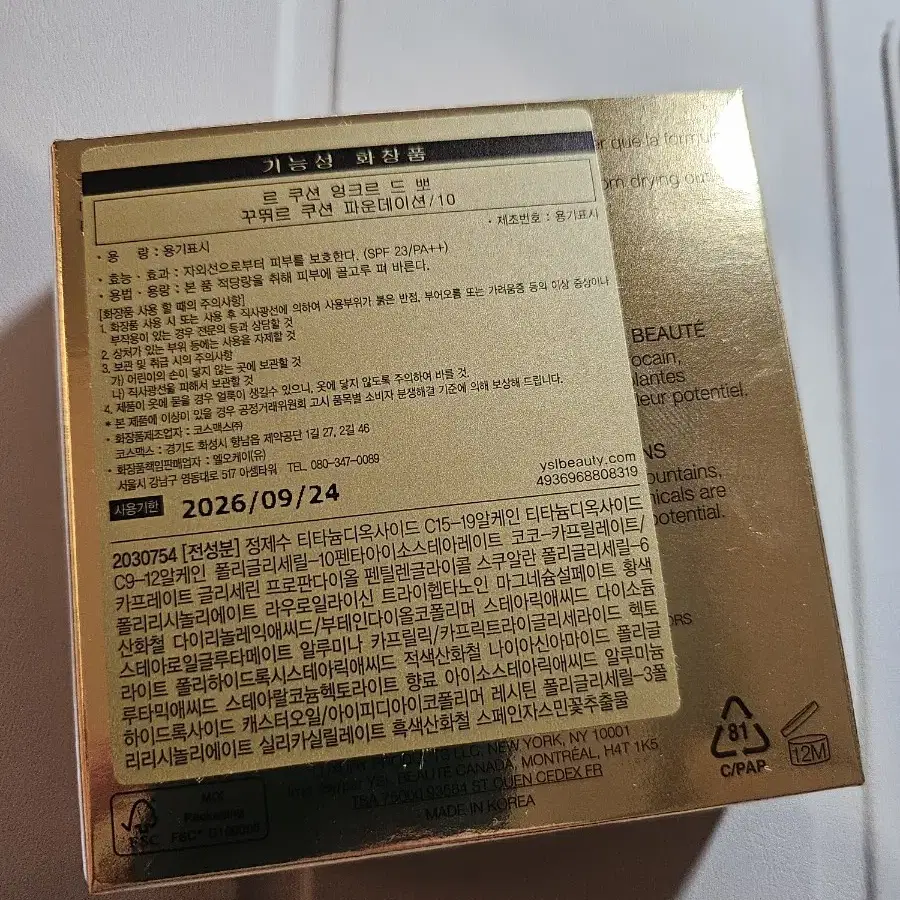 기능성 화장품
르 쿠션 엉크르 드 뽀
꾸뛰르 쿠션 파운데이션/10
· 제조번호 : 용기표시
· 용 량 : 용기표시
· 효능 · 효과 : 자외선으로부터 피부를 보호한다. (SPF 23/PA++)
· 용법 · 용량 : 본 품 적당량을 취해 피부에 골고루 펴 바른다.
[화장품 사용 할 때의 주의사항]
1. 화장품 사용 시 또는 사용 후 직사광선에 의하여 사용부위가 붉은 반점, 부어오름 또는 가려움증 등의 이상 증상이나
부작용이 있는 경우 전문의 등과 상담할 것
2. 상처가 있는 부위 등에는 사용을 자제할 것
3. 보관 및 취급 시의 주의사항
가) 어린이의 손이 닿지 않는 곳에 보관할 것
나) 직사광선을 피해서 보관할 것
4. 제품이 옷에 묻을 경우 얼룩이 생길수 있으니, 옷에 닿지 않도록 주의하여 바를 것.
* 본 제품에 이상이 있을 경우 공정거래위원회 고시 품목별 소비자 분쟁해결 기준에 의해 보상해 드립니다.
· 화장품제조업자 : 코스맥스㈜
코스맥스 : 경기도 화성시 향남읍 제약공단 1길 27, 2길 46
· 화장품책임판매업자 : 엘오케이(유)
서울시 강남구 영동대로 517 아셈타워 TEL. 080-347-0089
yslbeauty.com/
4936968808319
사용기한 2026/09/24
2030754 [전성분] 정제수 티타늄디옥사이드 C15-19알케인 티타늄디옥사이드
C9-12알케인 폴리글리세릴-10펜타아이소스테아레이트 코코-카프릴레이트/
카프레이트 글리세린 프로판다이올 펜틸렌글라이콜 스쿠알란 폴리글리세릴-6
폴리리시놀리에이트 라우로일라이신 트라이헵타노인 마그네슘설페이트 황색
산화철 다이리놀레익애씨드/부테인다이올코폴리머 스테아릭애씨드 다이소듐
스테아로일글루타메이트 알루미나 카프릴릭/카프릭트라이글리세라이드 헥토
라이트 폴리하이드록시스테아릭애씨드 적색산화철 나이아신아마이드 폴리글
루타믹애씨드 스테아랄코늄헥토라이트 향료 아이소스테아릭애씨드 알루미늄
하이드록사이드 캐스터오일/아이피디아이코폴리머 레시틴 폴리글리세릴-3폴
리리시놀리에이트 실리카실릴레이트 흑색산화철 스페인자스민꽃추출물
que la formu
om drying out
BEAUTÉ
ocain,
lantes
leur potentiel.
NS
ountains,
icals are
potential.
ORS
LLC, NEW YORK, NY 10001
YSL BEAUTÉ CANADA, MONTRÉAL, H4T 1K5
ST OUEN CEDEX FR
MADE IN KOREA
MIX
Packaging
FSC
81
C/PAP
12M